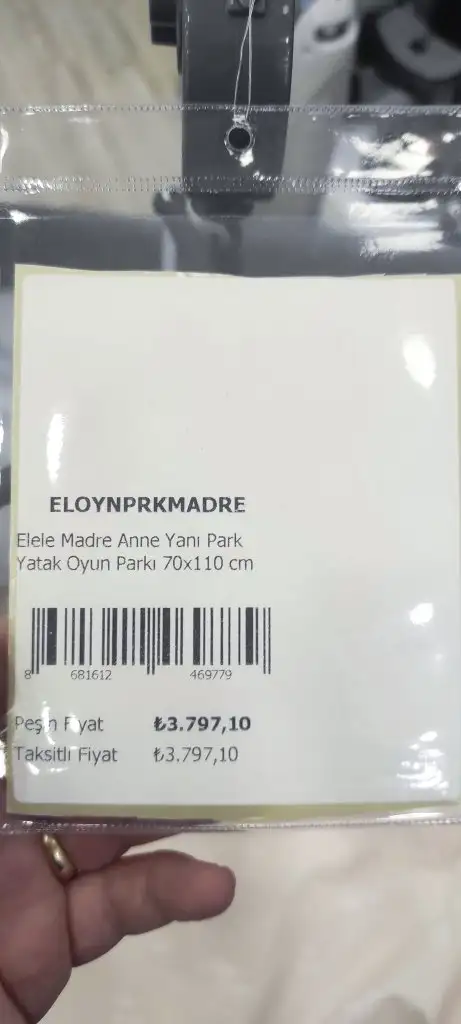 ELOYNPRKMADRE
Elele Madre Anne Yanı Park
Yatak Oyun Parkı 70x110 cm
8 681612 469779
Peşin Fiyat ₺3.797,10
Taksitli Fiyat ₺3.797,10